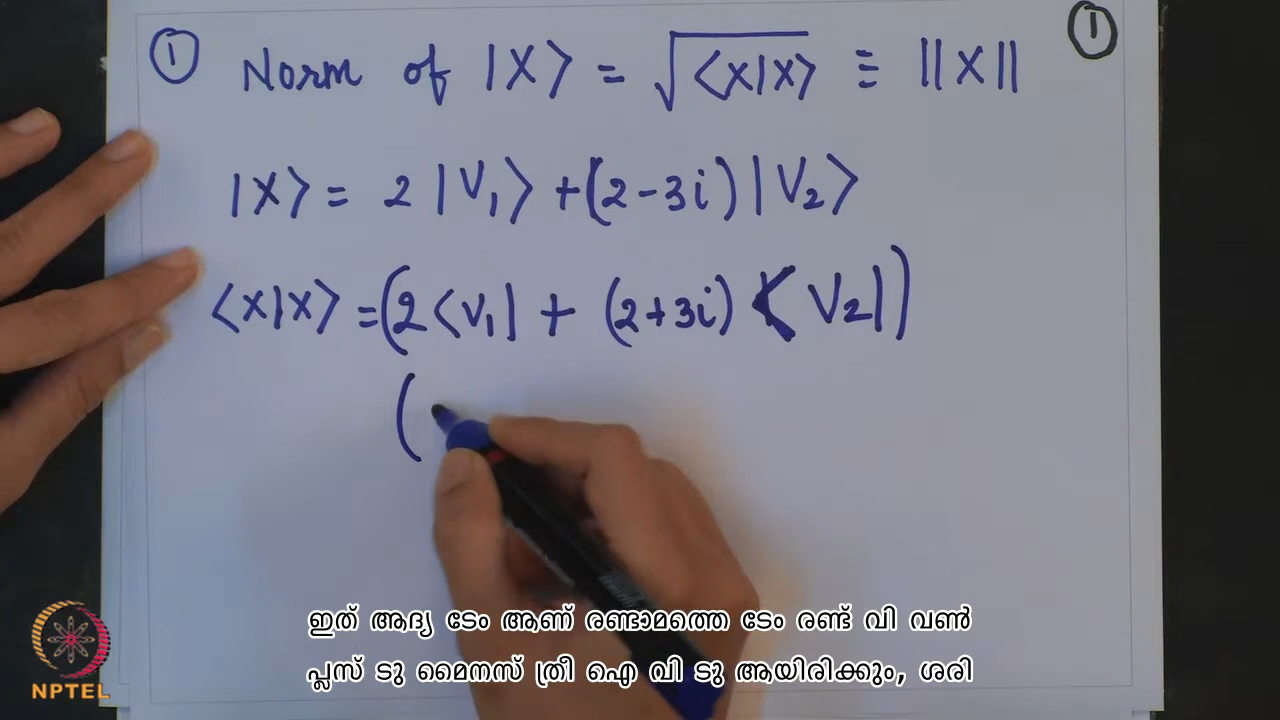 ① Norm of |X⟩ = √⟨X|X⟩ ≡ ||X|| ①
|X⟩ = 2 |V₁⟩ + (2-3i) |V₂⟩
⟨X|X⟩ = (2⟨V₁| + (2+3i) ⟨V₂|)
(
ഇത് ആദ്യ ടേം ആണ് രണ്ടാമത്തെ ടേം രണ്ട് വി വൺ
പ്ലസ് ടു മൈനസ് ത്രീ ഐ വി ടു ആയിരിക്കും, ശരി
NPTEL